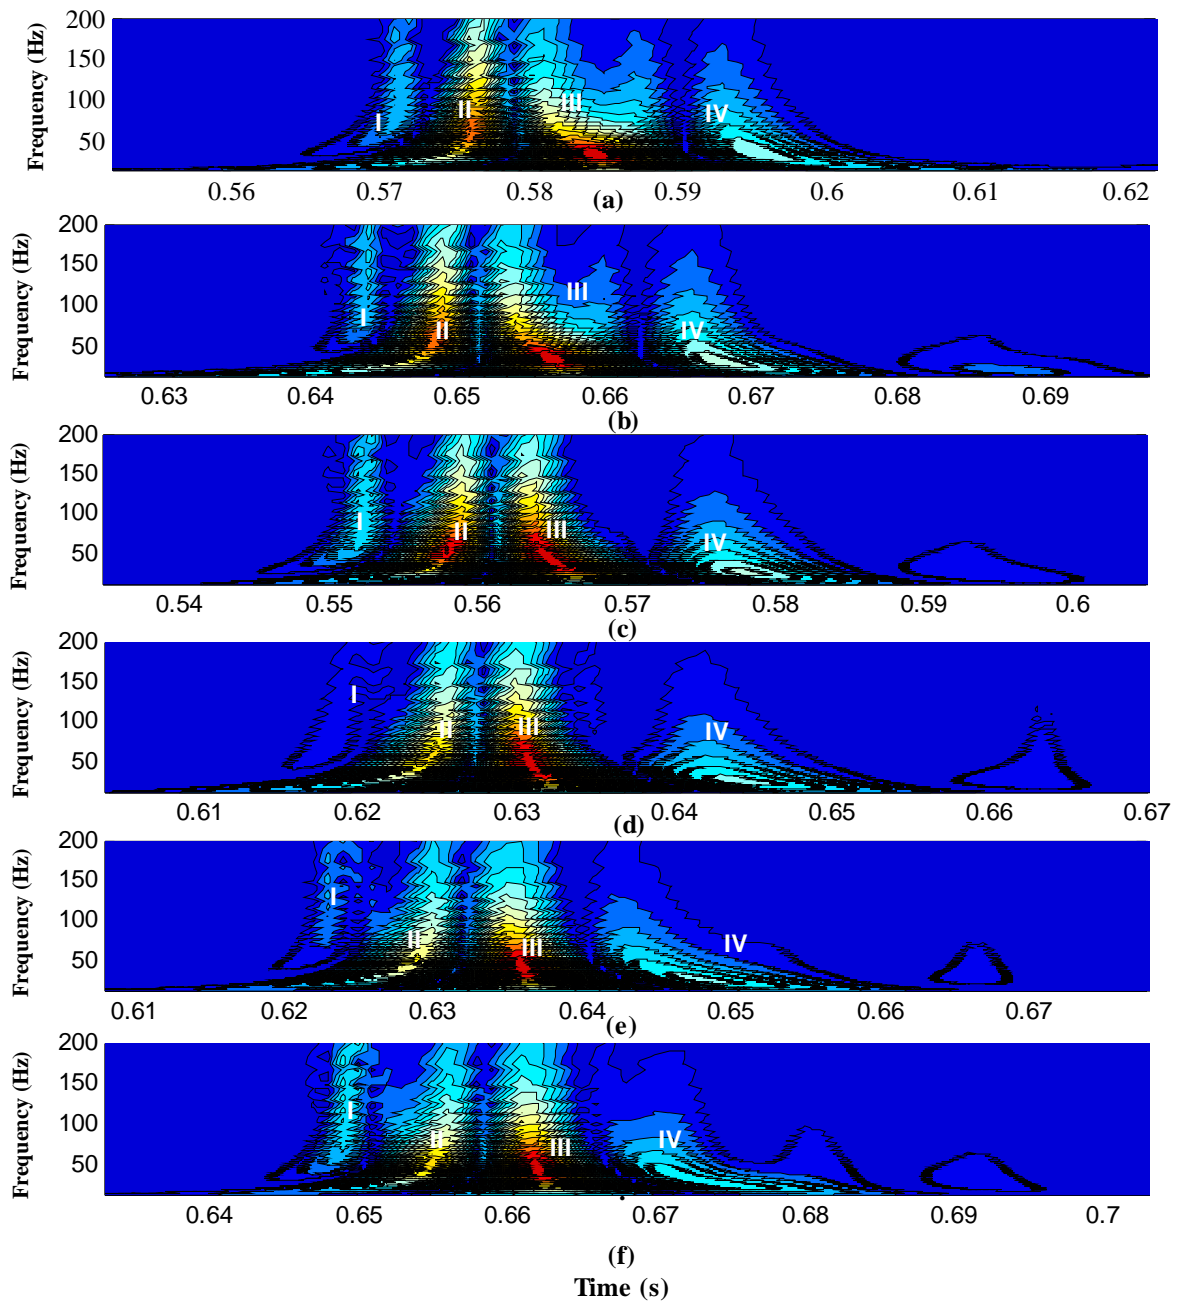 Frequency (Hz)
200
150
100
50
I II III IV
0.56 0.57 0.58 0.59 0.6 0.61 0.62
(a)
Frequency (Hz)
200
150
100
50
I II III IV
0.63 0.64 0.65 0.66 0.67 0.68 0.69
(b)
Frequency (Hz)
200
150
100
50
I II III IV
0.54 0.55 0.56 0.57 0.58 0.59 0.6
(c)
Frequency (Hz)
200
150
100
50
I II III IV
0.61 0.62 0.63 0.64 0.65 0.66 0.67
(d)
Frequency (Hz)
200
150
100
50
I II III IV
0.61 0.62 0.63 0.64 0.65 0.66 0.67
(e)
Frequency (Hz)
200
150
100
50
I II III IV
0.64 0.65 0.66 0.67 0.68 0.69 0.7
(f)
Time (s)